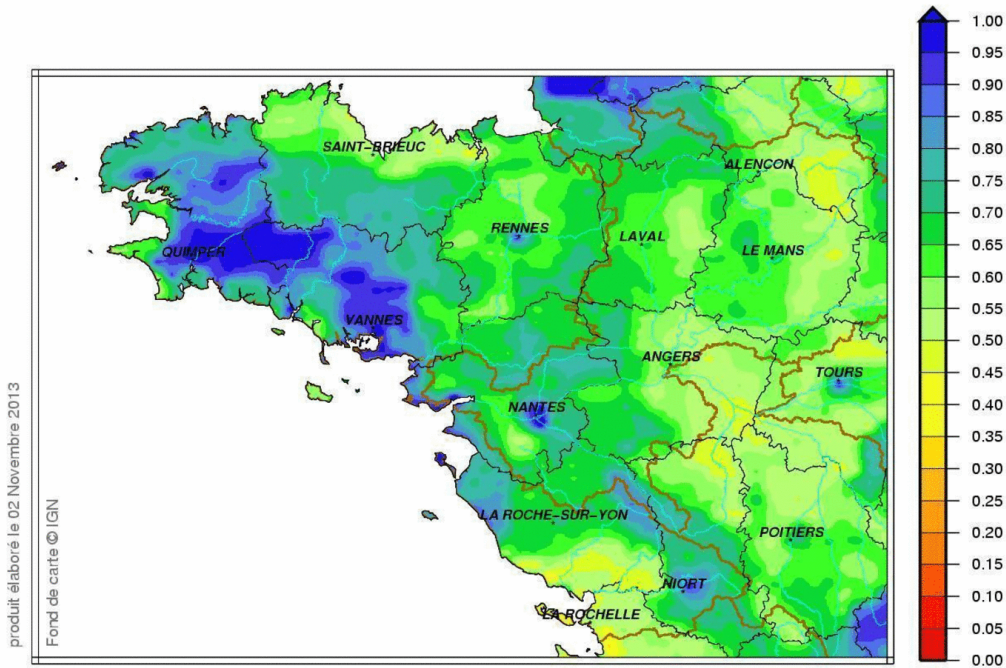 SAINT-BRIEUC
ALENCON
QUIMPER
RENNES
LAVAL
LE MANS
VANNES
ANGERS
TOURS
NANTES
LA ROCHE-SUR-YON
POITIERS
NIORT
LA ROCHELLE
produit élaboré le 02 Novembre 2013
Fond de carte © IGN
1.00
0.95
0.90
0.85
0.80
0.75
0.70
0.65
0.60
0.55
0.50
0.45
0.40
0.35
0.30
0.25
0.20
0.15
0.10
0.05
0.00